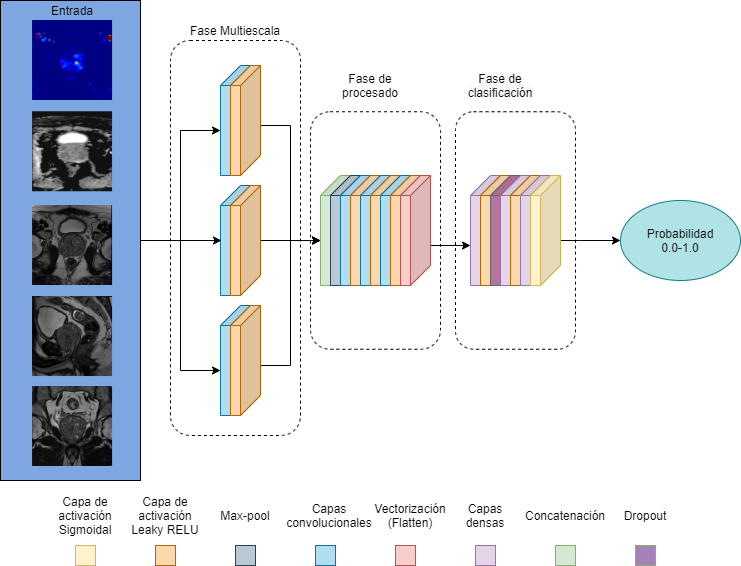 Entrada
Fase Multiescala
Fase de
procesado
Fase de
clasificación
Probabilidad
0.0-1.0
Capa de
activación
Sigmoidal
Capa de
activación
Leaky RELU
Max-pool
Capas
convolucionales
Vectorización
(Flatten)
Capas
densas
Concatenación
Dropout